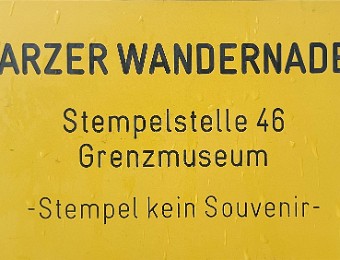 ARZER WANDERNADE
Stempelstelle 46
Grenzmuseum
-Stempel kein Souvenir-